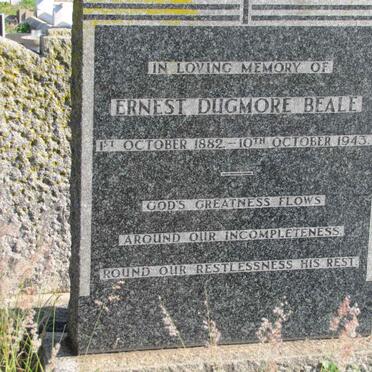 IN LOVING MEMORY OF
ERNEST DUGMORE BEALE
1ST OCTOBER 1882.-10TH OCTOBER 1943.
GOD'S GREATNESS FLOWS
AROUND OUR INCOMPLETENESS
ROUND OUR RESTLESSNESS HIS REST